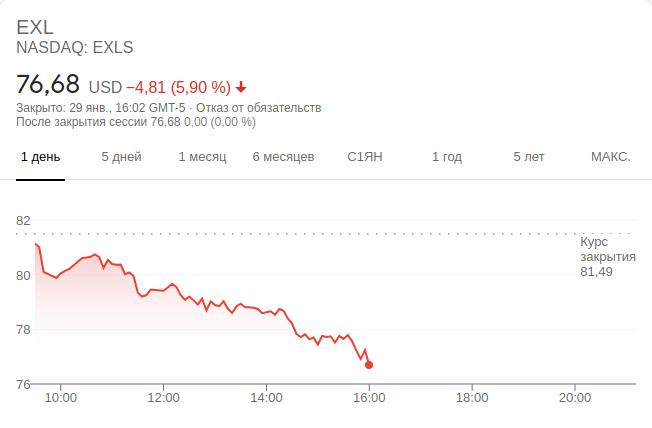 EXL
NASDAQ: EXLS
76,68 USD −4,81 (5,90 %)
Закрыто: 29 янв., 16:02 GMT-5 · Отказ от обязательств
После закрытия сессии 76,68 0,00 (0,00 %)
1 день 5 дней 1 месяц 6 месяцев С1ЯН 1 год 5 лет МАКС.
82
Курс
закрытия
81,49
80
78
76
10:00 12:00 14:00 16:00 18:00 20:00